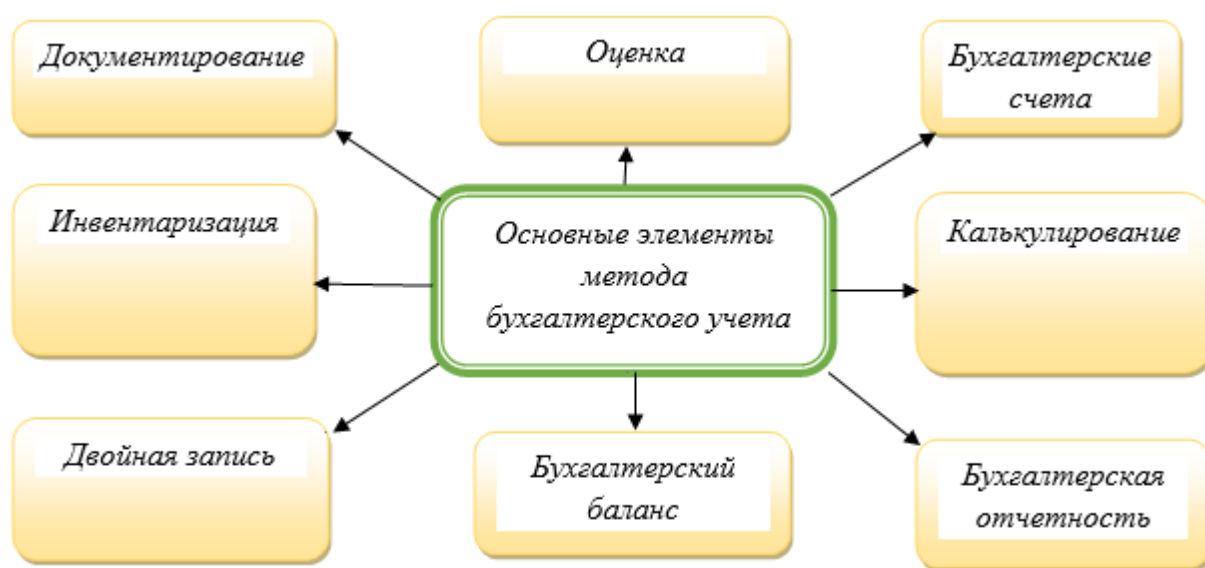 Документирование
Оценка
Бухгалтерские
счета
Инвентаризация
Основные элементы
метода
бухгалтерского учета
Калькулирование
Двойная запись
Бухгалтерский
баланс
Бухгалтерская
отчетность